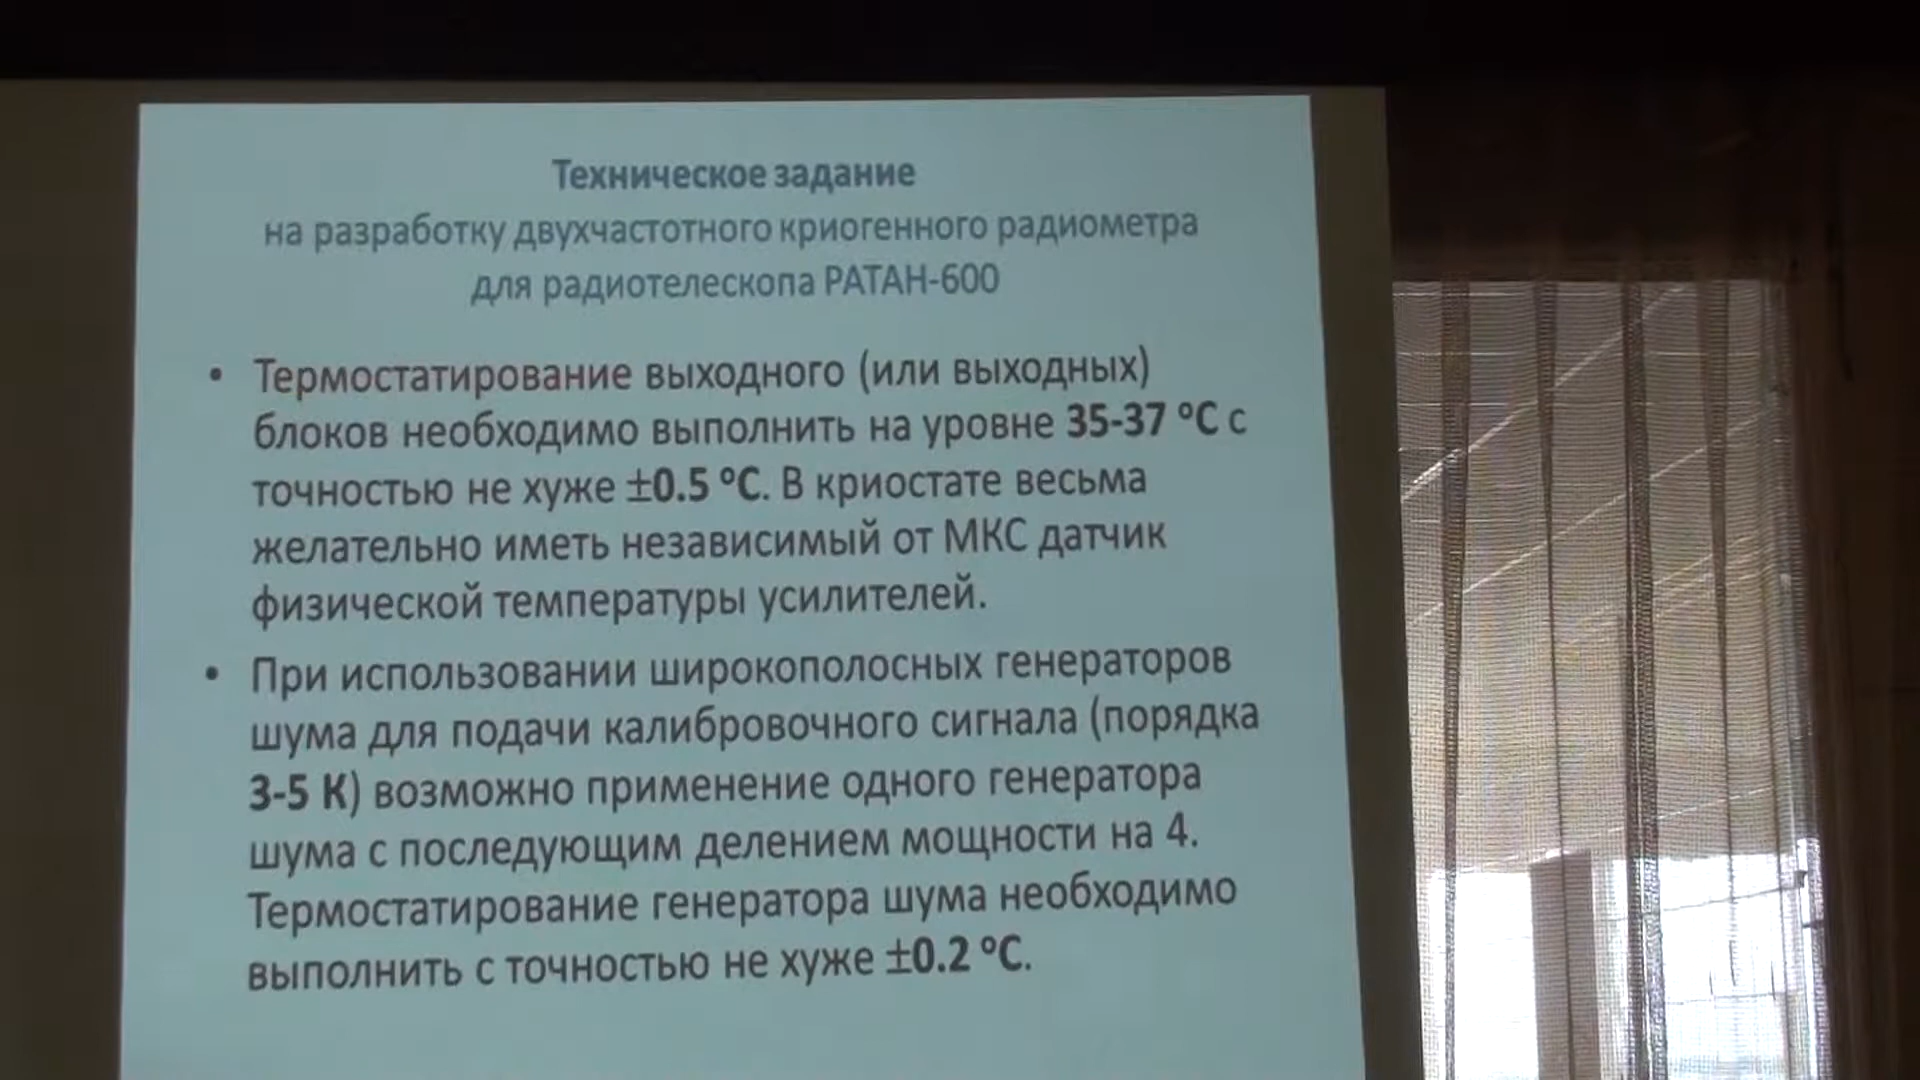 Техническое задание
на разработку двухчастотного криогенного радиометра
для радиотелескопа РАТАН-600
• Термостатирование выходного (или выходных)
блоков необходимо выполнить на уровне 35-37 °С с
точностью не хуже ±0.5 °С. В криостате весьма
желательно иметь независимый от МКС датчик
физической температуры усилителей.
• При использовании широкополосных генераторов
шума для подачи калибровочного сигнала (порядка
3-5 К) возможно применение одного генератора
шума с последующим делением мощности на 4.
Термостатирование генератора шума необходимо
выполнить с точностью не хуже ±0.2 °С.